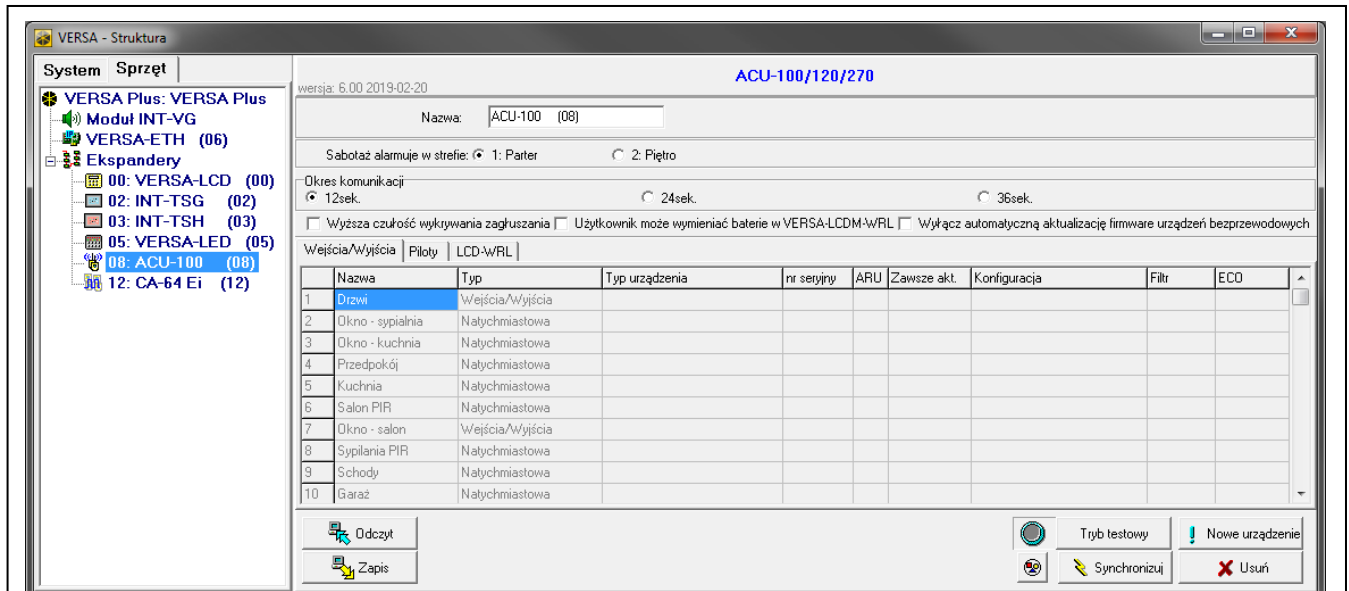 VERSA - Struktura
System Sprzęt
VERSA Plus: VERSA Plus
Moduł INT-VG
VERSA-ETH (06)
Ekspandery
00: VERSA-LCD (00)
02: INT-TSG (02)
03: INT-TSH (03)
05: VERSA-LED (05)
08: ACU-100 (08)
12: CA-64 Ei (12)
ACU-100/120/270
wersja: 6.00 2019-02-20
Nazwa: ACU-100 (08)
Sabotaż alarmuje w strefie: 1: Parter 2: Piętro
Okres komunikacji
12sek. 24sek. 36sek.
Wyższa czułość wykrywania zagłuszania Użytkownik może wymieniać baterie w VERSA-LCDM-WRL Wyłącz automatyczną aktualizację firmware urządzeń bezprzewodowych
Wejścia/Wyjścia Piloty LCD-WRL
Nazwa Typ Typ urządzenia nr seryjny ARU Zawsze akt. Konfiguracja Filtr ECO
1 Drzwi Wejścia/Wyjścia
2 Okno - sypialnia Natychmiastowa
3 Okno - kuchnia Natychmiastowa
4 Przedpokój Natychmiastowa
5 Kuchnia Natychmiastowa
6 Salon PIR Natychmiastowa
7 Okno - salon Wejścia/Wyjścia
8 Sypilania PIR Natychmiastowa
9 Schody Natychmiastowa
10 Garaż Natychmiastowa
Odczyt Tryb testowy Nowe urządzenie
Zapis Synchronizuj Usuń